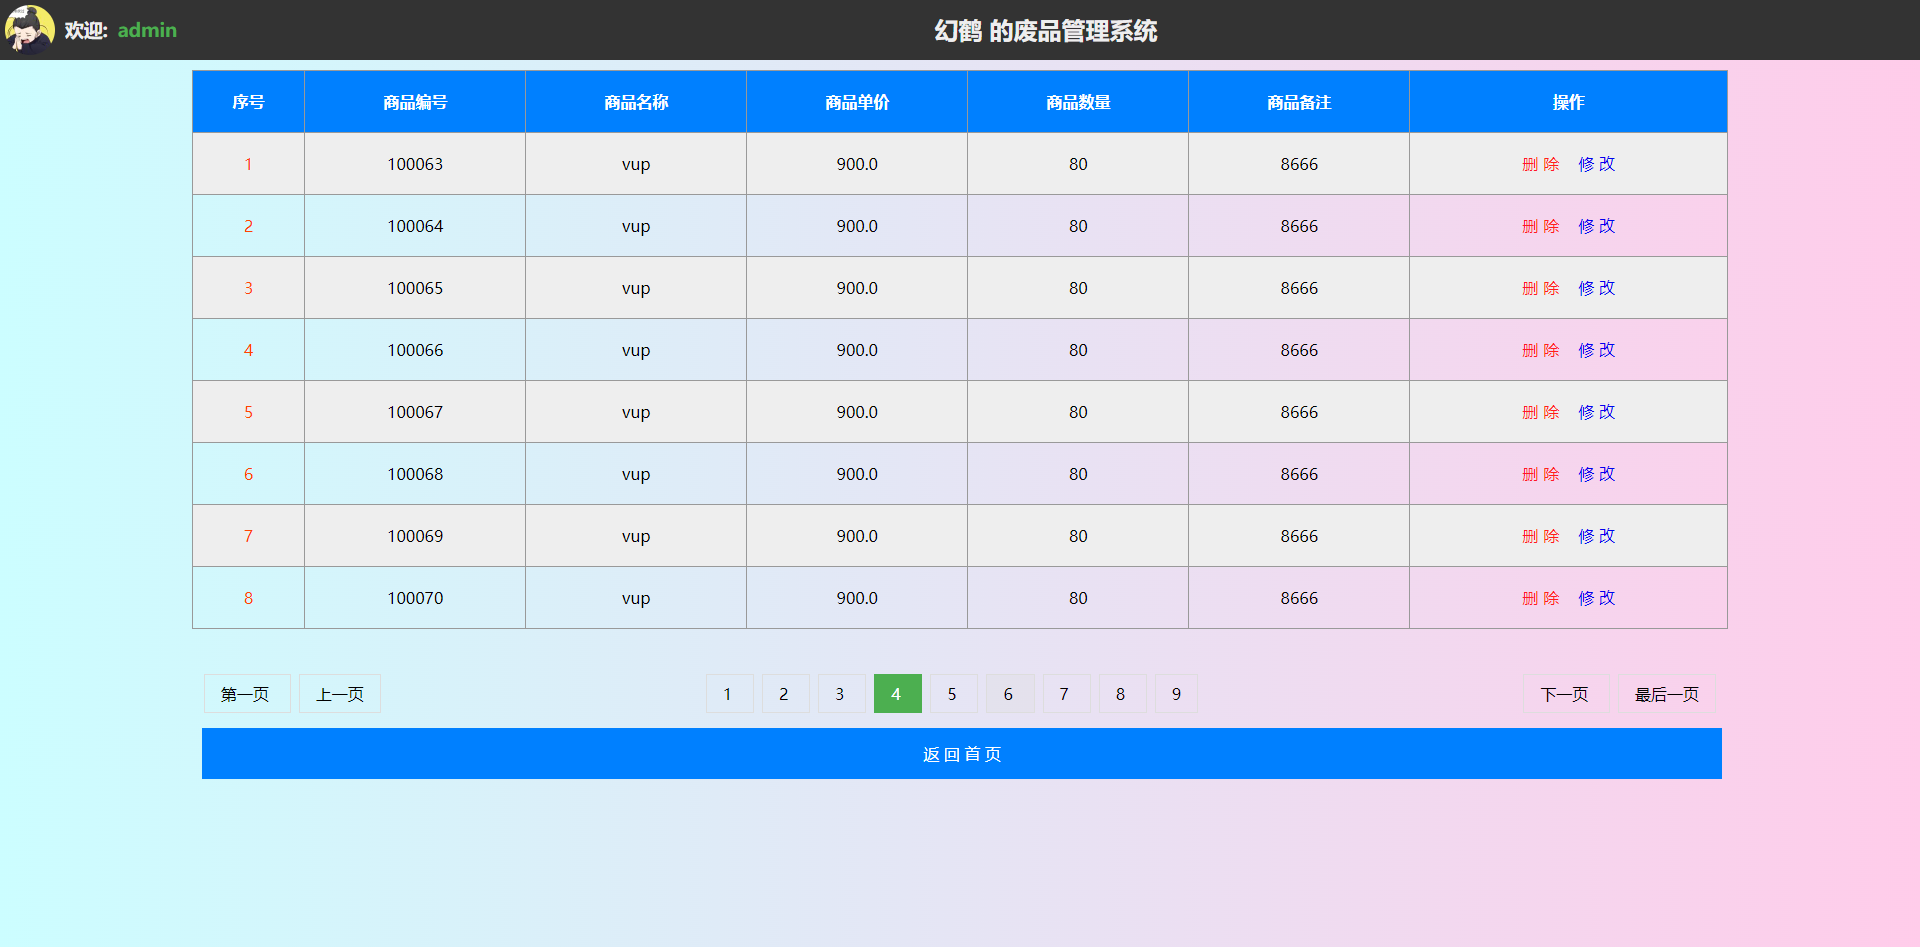 欢迎: admin
幻鹤 的废品管理系统
序号 商品编号 商品名称 商品单价 商品数量 商品备注 操作
1 100063 vup 900.0 80 8666 删 除 修 改
2 100064 vup 900.0 80 8666 删 除 修 改
3 100065 vup 900.0 80 8666 删 除 修 改
4 100066 vup 900.0 80 8666 删 除 修 改
5 100067 vup 900.0 80 8666 删 除 修 改
6 100068 vup 900.0 80 8666 删 除 修 改
7 100069 vup 900.0 80 8666 删 除 修 改
8 100070 vup 900.0 80 8666 删 除 修 改
第一页 上一页 1 2 3 4 5 6 7 8 9 下一页 最后一页
返 回 首 页